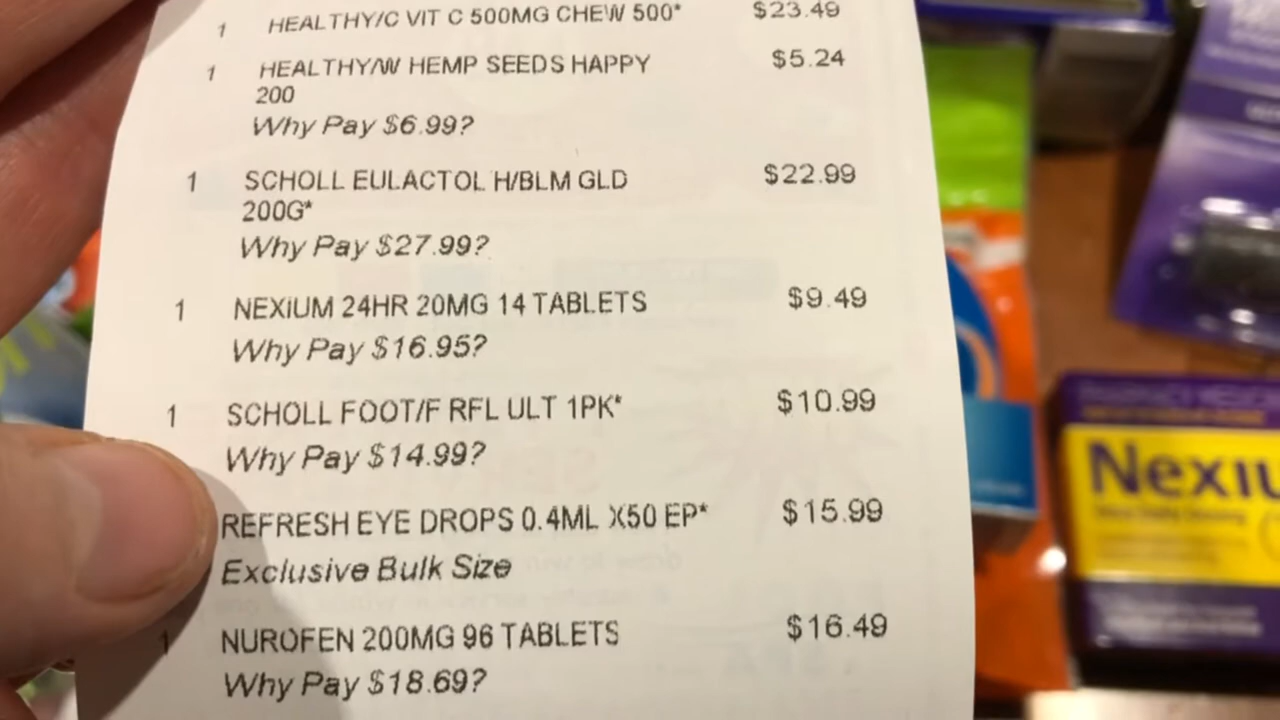 1 HEALTHY/C VIT C 500MG CHEW 500* $23.49
1 HEALTHY/W HEMP SEEDS HAPPY $5.24
200
Why Pay $6.99?
1 SCHOLL EULACTOL H/BLM GLD $22.99
200G*
Why Pay $27.99?
1 NEXIUM 24HR 20MG 14 TABLETS $9.49
Why Pay $16.95?
1 SCHOLL FOOT/F RFL ULT 1PK* $10.99
Why Pay $14.99?
REFRESH EYE DROPS 0.4ML X50 EP* $15.99
Exclusive Bulk Size
1 NUROFEN 200MG 96 TABLETS $16.49
Why Pay $18.69?
Nexiu